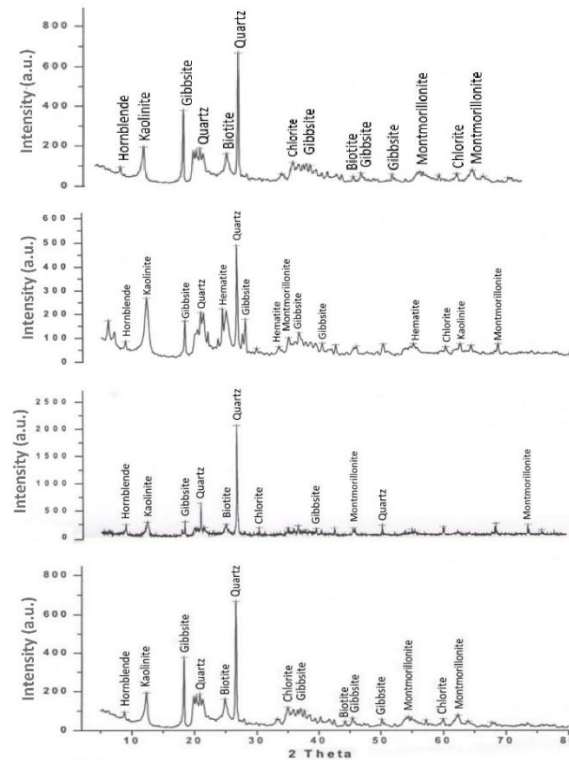 Intensity (a.u.)
800
600
400
200
0
Hornblende
Kaolinite
Gibbsite
Quartz
Biotite
Quartz
Chlorite
Gibbsite
Biotite
Gibbsite
Gibbsite
Montmorillonite
Chlorite
Montmorillonite
Intensity (a.u.)
600
500
400
300
200
100
0
Hornblende
Kaolinite
Gibbsite
Quartz
Hematite
Quartz
Gibbsite
Hematite
Montmorillonite
Gibbsite
Gibbsite
Hematite
Chlorite
Kaolinite
Montmorillonite
Intensity (a.u.)
2500
2000
1500
1000
500
0
Hornblende
Kaolinite
Gibbsite
Quartz
Biotite
Quartz
Chlorite
Gibbsite
Montmorillonite
Quartz
Montmorillonite
Intensity (a.u.)
800
600
400
200
0
Hornblende
Kaolinite
Gibbsite
Quartz
Biotite
Quartz
Chlorite
Gibbsite
Biotite
Gibbsite
Gibbsite
Montmorillonite
Chlorite
Montmorillonite
10 20 30 40 50 60 70 80
2 Theta